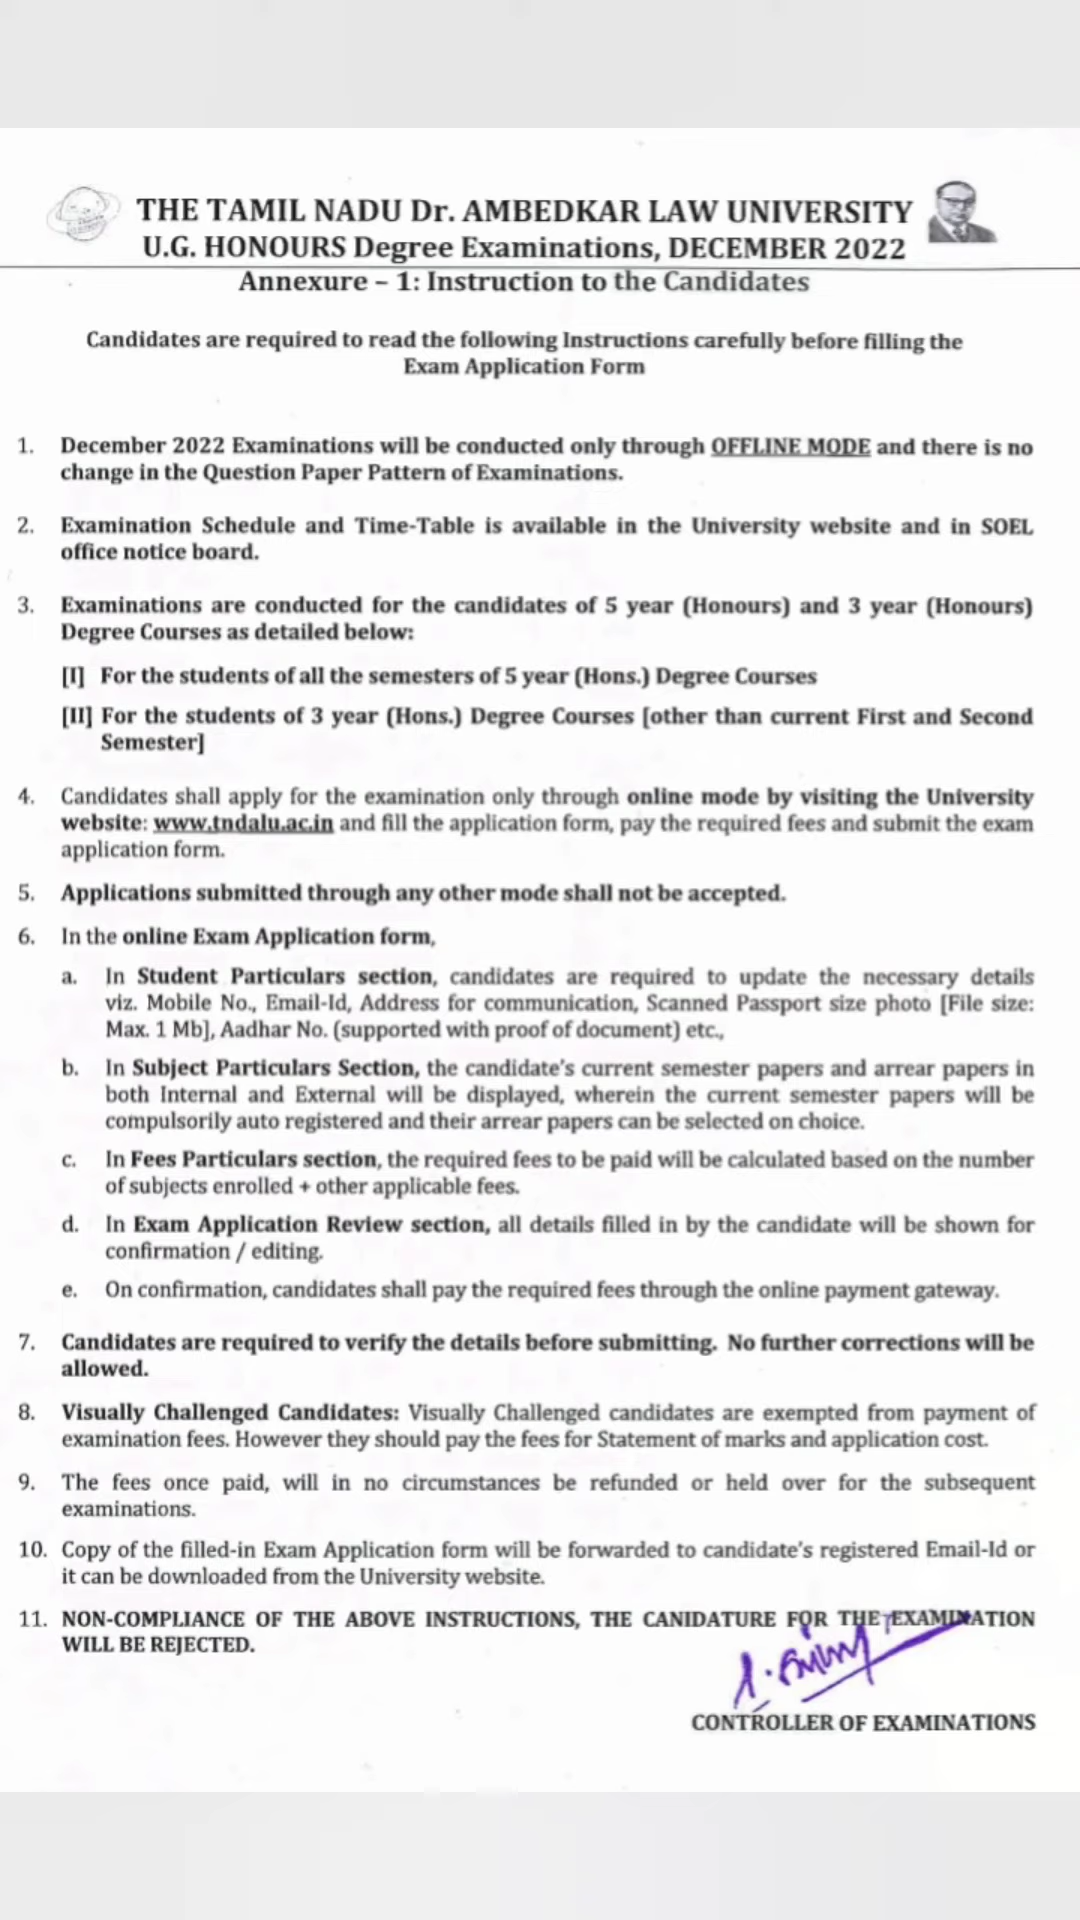 THE TAMIL NADU Dr. AMBEDKAR LAW UNIVERSITY
U.G. HONOURS Degree Examinations, DECEMBER 2022
Annexure – 1: Instruction to the Candidates
Candidates are required to read the following Instructions carefully before filling the
Exam Application Form
1. December 2022 Examinations will be conducted only through OFFLINE MODE and there is no
change in the Question Paper Pattern of Examinations.
2. Examination Schedule and Time-Table is available in the University website and in SOEL
office notice board.
3. Examinations are conducted for the candidates of 5 year (Honours) and 3 year (Honours)
Degree Courses as detailed below:
[I] For the students of all the semesters of 5 year (Hons.) Degree Courses
[II] For the students of 3 year (Hons.) Degree Courses [other than current First and Second
Semester]
4. Candidates shall apply for the examination only through online mode by visiting the University
website: www.tndalu.ac.in and fill the application form, pay the required fees and submit the exam
application form.
5. Applications submitted through any other mode shall not be accepted.
6. In the online Exam Application form,
a. In Student Particulars section, candidates are required to update the necessary details
viz. Mobile No., Email-Id, Address for communication, Scanned Passport size photo [File size:
Max. 1 Mb], Aadhar No. (supported with proof of document) etc.,
b. In Subject Particulars Section, the candidate's current semester papers and arrear papers in
both Internal and External will be displayed, wherein the current semester papers will be
compulsorily auto registered and their arrear papers can be selected on choice.
c. In Fees Particulars section, the required fees to be paid will be calculated based on the number
of subjects enrolled + other applicable fees.
d. In Exam Application Review section, all details filled in by the candidate will be shown for
confirmation / editing.
e. On confirmation, candidates shall pay the required fees through the online payment gateway.
7. Candidates are required to verify the details before submitting. No further corrections will be
allowed.
8. Visually Challenged Candidates: Visually Challenged candidates are exempted from payment of
examination fees. However they should pay the fees for Statement of marks and application cost.
9. The fees once paid, will in no circumstances be refunded or held over for the subsequent
examinations.
10. Copy of the filled-in Exam Application form will be forwarded to candidate's registered Email-Id or
it can be downloaded from the University website.
11. NON-COMPLIANCE OF THE ABOVE INSTRUCTIONS, THE CANIDATURE FOR THE EXAMINATION
WILL BE REJECTED.
CONTROLLER OF EXAMINATIONS